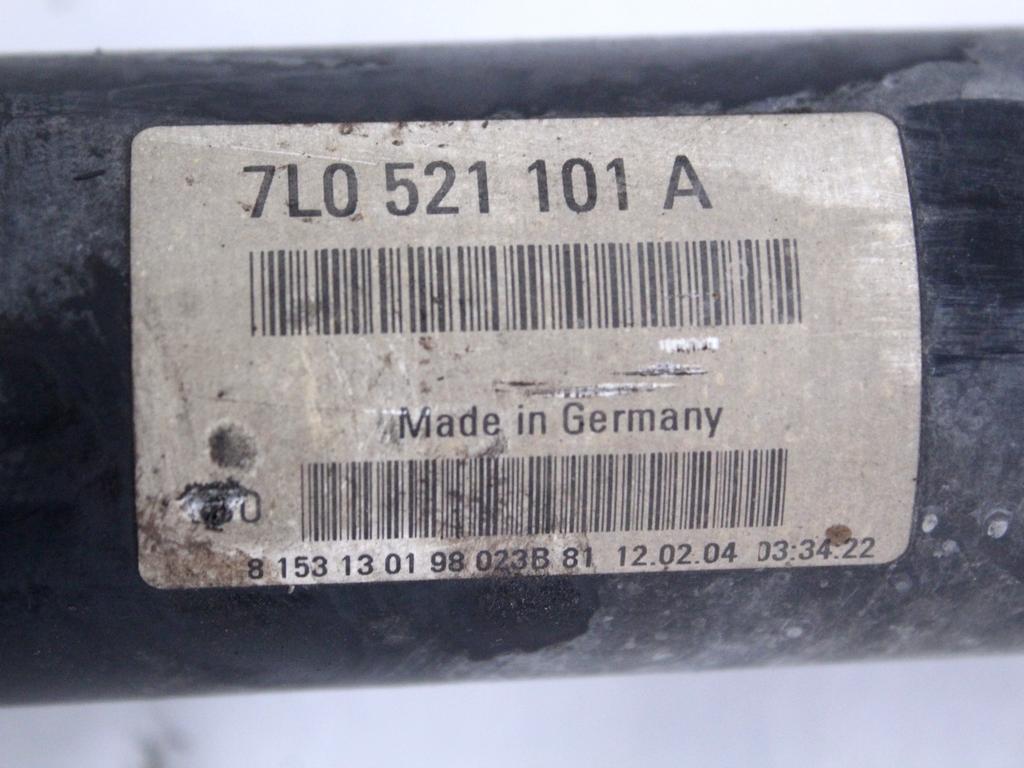 7L0 521 101 A
Made in Germany
8 153 13 01 98 023B 81 12.02.04 03:34:22